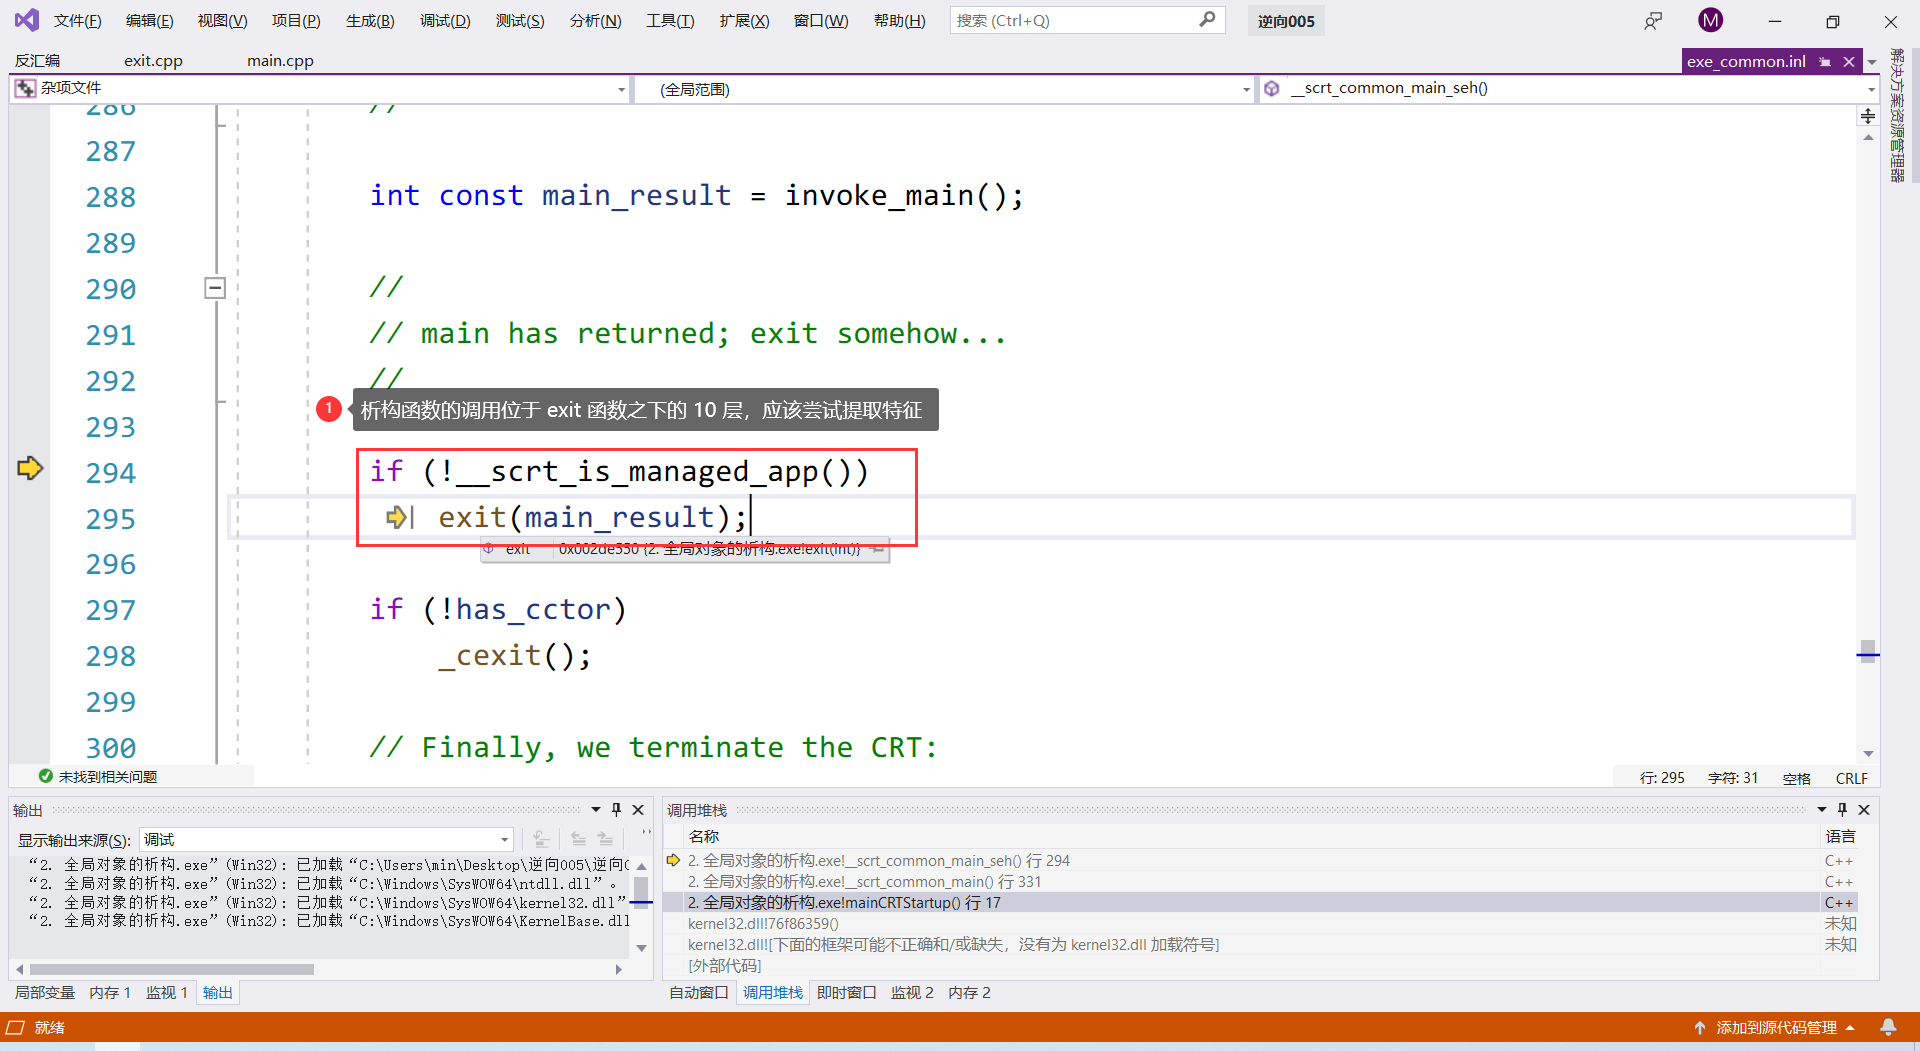 文件(F) 编辑(E) 视图(V) 项目(P) 生成(B) 调试(D) 测试(S) 分析(N) 工具(T) 扩展(X) 窗口(W) 帮助(H) 搜索 (Ctrl+Q) 逆向005 M
反汇编 exit.cpp main.cpp exe_common.inl
杂项文件 (全局范围) __scrt_common_main_seh()
解决方案资源管理器
286 //
287
288 int const main_result = invoke_main();
289
290 //
291 // main has returned; exit somehow...
292 //
1 析构函数的调用位于 exit 函数之下的 10 层，应该尝试提取特征
293
294 if (!__scrt_is_managed_app())
295 exit(main_result);
exit 0x002de550 {2. 全局对象的析构.exe!exit(int)}
296
297 if (!has_cctor)
298 _cexit();
299
300 // Finally, we terminate the CRT:
未找到相关问题 行: 295 字符: 31 空格 CRLF
输出
显示输出来源(S): 调试
“2. 全局对象的析构.exe”(Win32): 已加载“C:\Users\min\Desktop\逆向005\逆向0
“2. 全局对象的析构.exe”(Win32): 已加载“C:\Windows\SysWOW64\ntdll.dll”。
“2. 全局对象的析构.exe”(Win32): 已加载“C:\Windows\SysWOW64\kernel32.dll”
“2. 全局对象的析构.exe”(Win32): 已加载“C:\Windows\SysWOW64\KernelBase.dll
局部变量 内存 1 监视 1 输出
调用堆栈
名称 语言
2. 全局对象的析构.exe!__scrt_common_main_seh() 行 294 C++
2. 全局对象的析构.exe!__scrt_common_main() 行 331 C++
2. 全局对象的析构.exe!mainCRTStartup() 行 17 C++
kernel32.dll!76f86359() 未知
kernel32.dll![下面的框架可能不正确和/或缺失，没有为 kernel32.dll 加载符号] 未知
[外部代码]
自动窗口 调用堆栈 即时窗口 监视 2 内存 2
就绪 添加到源代码管理